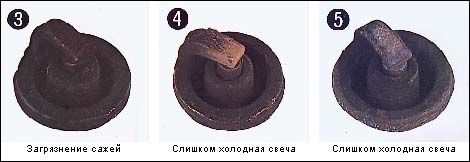 3
4
5
Загрязнение сажей
Слишком холодная свеча
Слишком холодная свеча